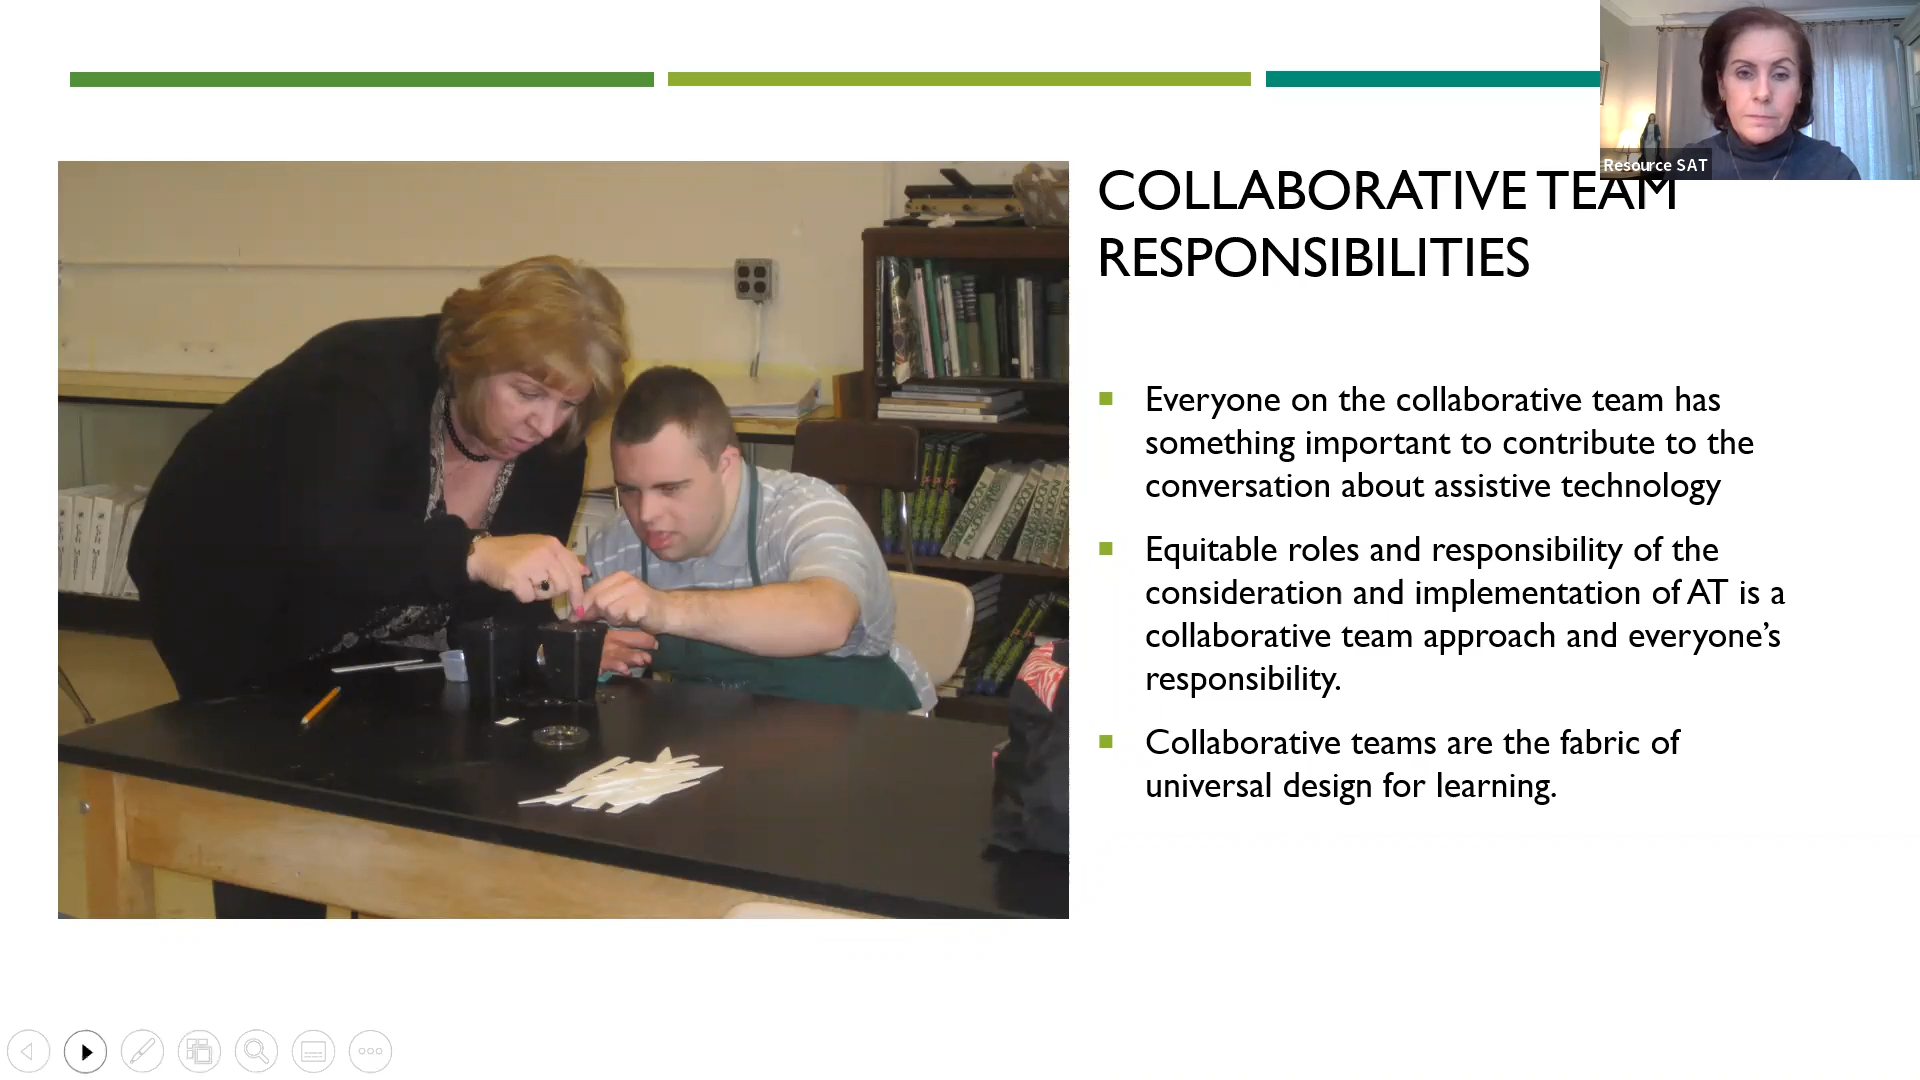 Resource SAT
COLLABORATIVE TEAM
RESPONSIBILITIES
Everyone on the collaborative team has
something important to contribute to the
conversation about assistive technology
Equitable roles and responsibility of the
consideration and implementation of AT is a
collaborative team approach and everyone’s
responsibility.
Collaborative teams are the fabric of
universal design for learning.